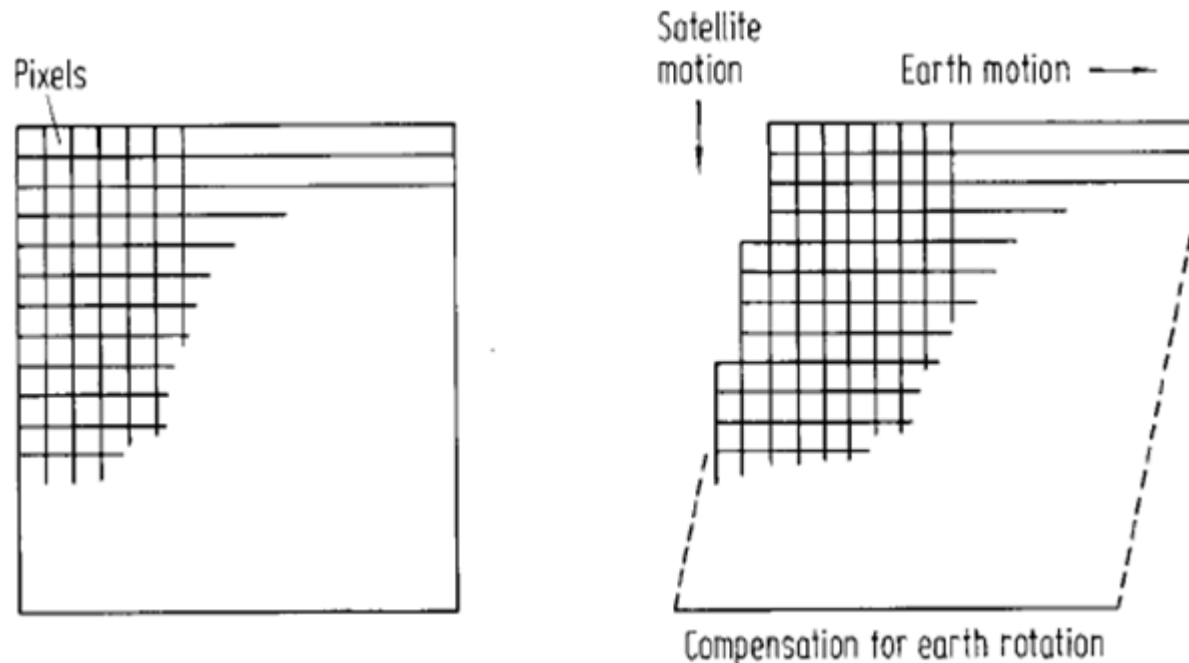 Pixels
Satellite
motion
Earth motion
Compensation for earth rotation